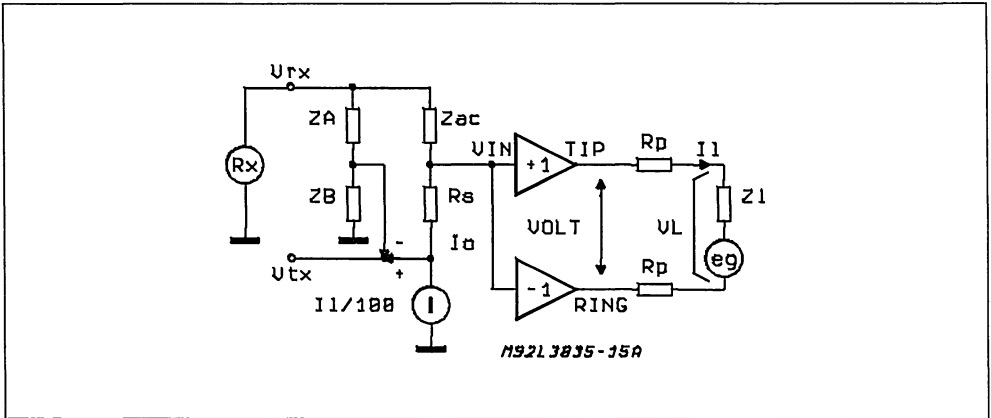 Vrx
ZA
Zac
VIN
TIP
Rp
Il
Rx
+1
ZB
Rs
VOLT
VL
Zl
Io
-
+
Vtx
Rp
eg
Il/100
I
-1
RING
M92L3835-15A